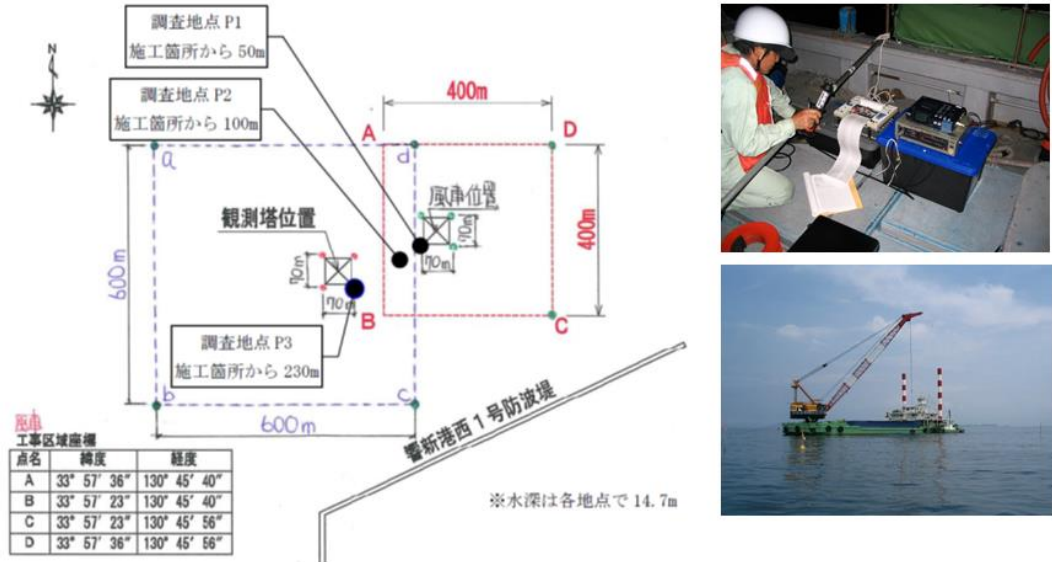 調査地点 P1
施工箇所から 50m
N
調査地点 P2
施工箇所から 100m
400m
A
D
a
d
風車位置
観測塔位置
70m
70m
400m
600m
70m
70m
B
C
調査地点 P3
施工箇所から 230m
b
c
600m
響新港西1号防波堤
風車
工事区域座標
点名 緯度 経度
A 33° 57′ 36″ 130° 45′ 40″
B 33° 57′ 23″ 130° 45′ 40″
C 33° 57′ 23″ 130° 45′ 56″
D 33° 57′ 36″ 130° 45′ 56″
※水深は各地点で 14.7m